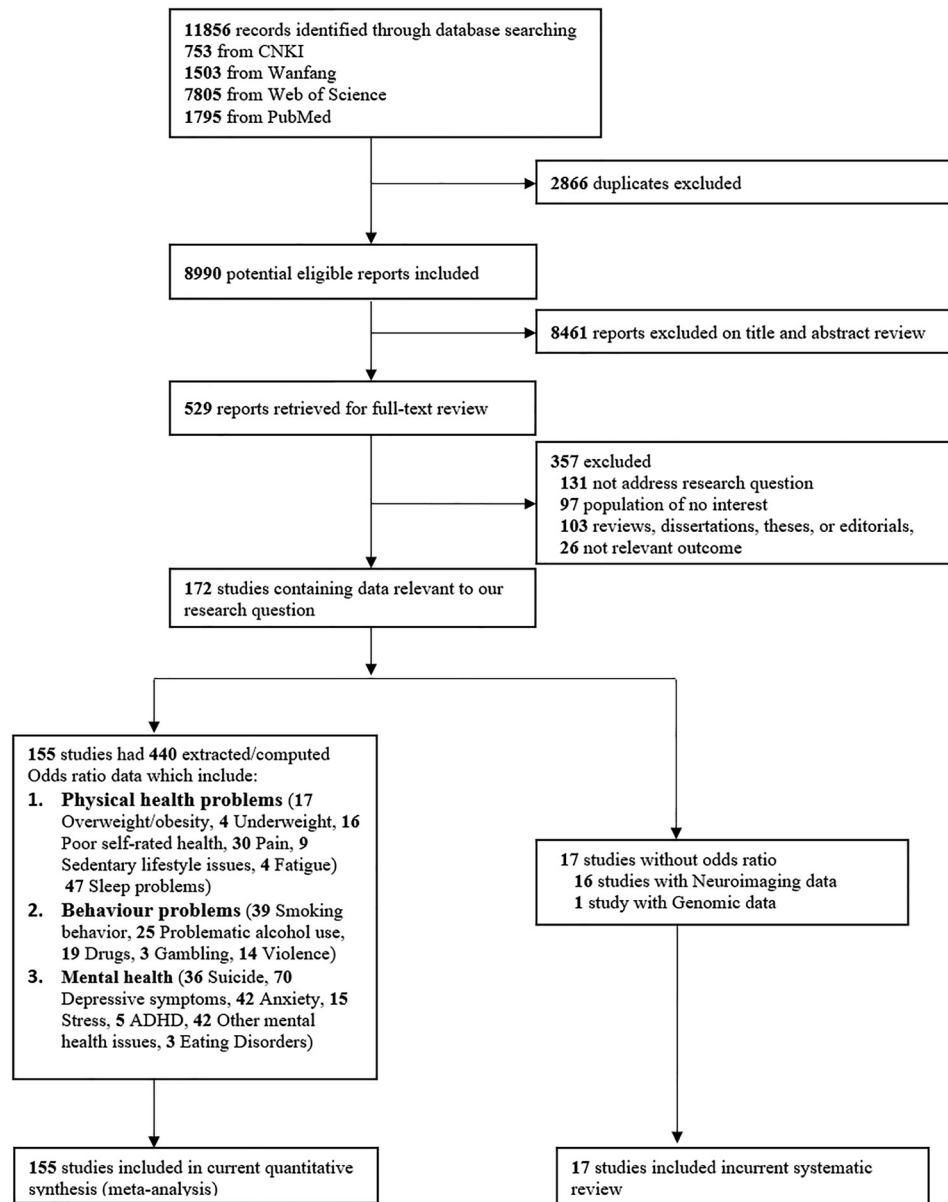 11856 records identified through database searching
753 from CNKI
1503 from Wanfang
7805 from Web of Science
1795 from PubMed
2866 duplicates excluded
8990 potential eligible reports included
8461 reports excluded on title and abstract review
529 reports retrieved for full-text review
357 excluded
131 not address research question
97 population of no interest
103 reviews, dissertations, theses, or editorials,
26 not relevant outcome
172 studies containing data relevant to our
research question
155 studies had 440 extracted/computed
Odds ratio data which include:
1. Physical health problems (17
Overweight/obesity, 4 Underweight, 16
Poor self-rated health, 30 Pain, 9
Sedentary lifestyle issues, 4 Fatigue)
47 Sleep problems)
2. Behaviour problems (39 Smoking
behavior, 25 Problematic alcohol use,
19 Drugs, 3 Gambling, 14 Violence)
3. Mental health (36 Suicide, 70
Depressive symptoms, 42 Anxiety, 15
Stress, 5 ADHD, 42 Other mental
health issues, 3 Eating Disorders)
17 studies without odds ratio
16 studies with Neuroimaging data
1 study with Genomic data
155 studies included in current quantitative
synthesis (meta-analysis)
17 studies included incurrent systematic
review